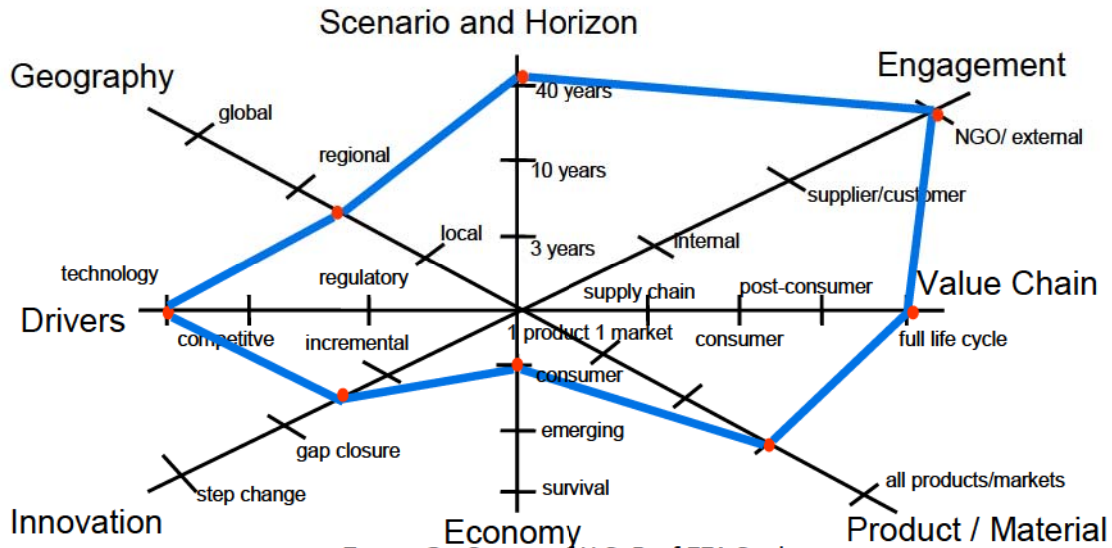 Scenario and Horizon
Geography
Engagement
global
40 years
NGO/ external
regional
10 years
supplier/customer
local
3 years
internal
technology
regulatory
supply chain
post-consumer
Value Chain
Drivers
competitve
incremental
1 product 1 market
consumer
full life cycle
consumer
gap closure
emerging
step change
survival
all products/markets
Innovation
Economy
Product / Material